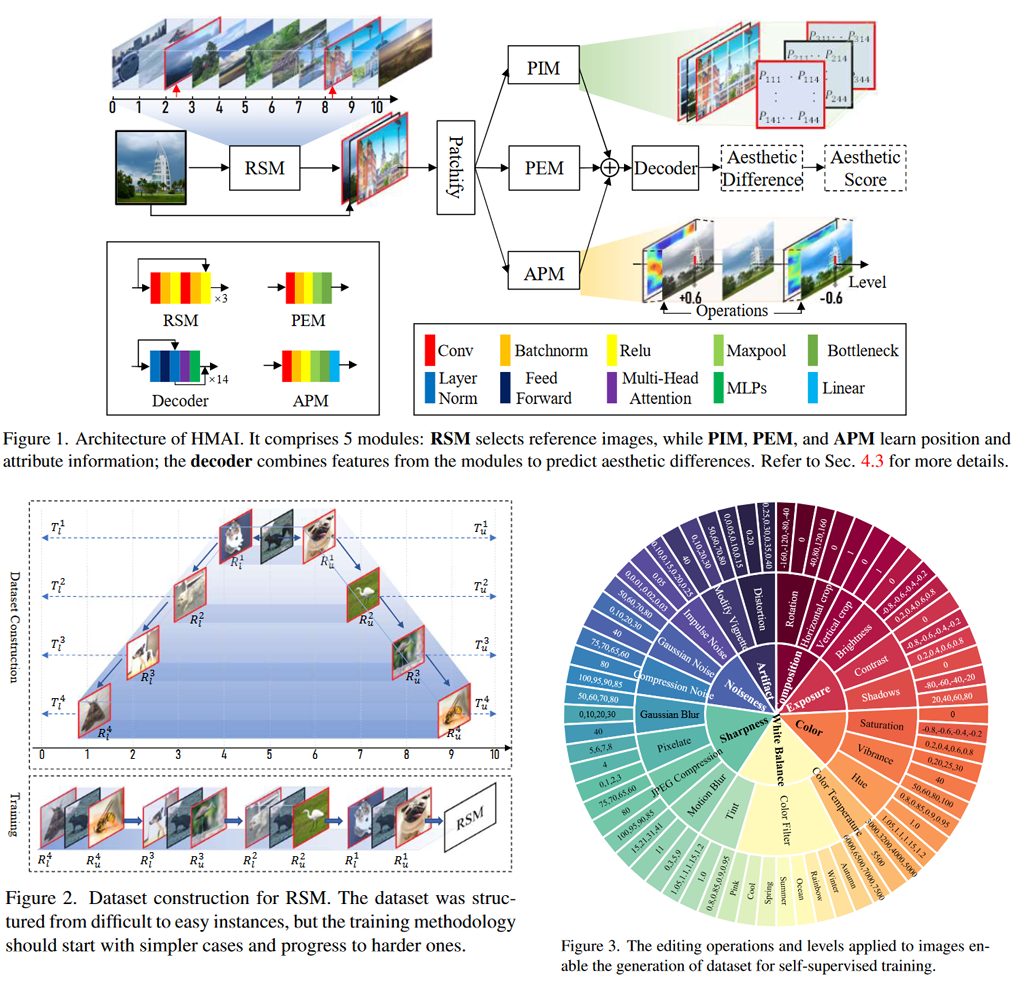 0 1 2 3 4 5 6 7 8 9 10
RSM
Patchify
PIM
PEM
APM
Decoder
Aesthetic
Difference
Aesthetic
Score
P111 · · P114
P141 · · P144
P214
P244
P314
344
+0.6
-0.6
Level
Operations
×3
RSM
PEM
×14
Decoder
APM
Conv
Batchnorm
Relu
Maxpool
Bottleneck
Layer
Norm
Feed
Forward
Multi-Head
Attention
MLPs
Linear
Figure 1. Architecture of HMAI. It comprises 5 modules: RSM selects reference images, while PIM, PEM, and APM learn position and
attribute information; the decoder combines features from the modules to predict aesthetic differences. Refer to Sec. 4.3 for more details.
Dataset Construction
T_l^1
T_u^1
R_l^1
R_u^1
T_l^2
T_u^2
R_l^2
R_u^2
T_l^3
T_u^3
R_l^3
R_u^3
T_l^4
T_u^4
R_l^4
R_u^4
0 1 2 3 4 5 6 7 8 9 10
Training
R_l^4 R_u^4 R_l^3 R_u^3 R_l^2 R_u^2 R_l^1 R_u^1
RSM
Figure 2. Dataset construction for RSM. The dataset was struc-
tured from difficult to easy instances, but the training methodology
should start with simpler cases and progress to harder ones.
Composition
Exposure
Color
White Balance
Sharpness
Noiseness
Artifact
Rotation
Horizontal crop
Vertical crop
Brightness
Contrast
Shadows
Saturation
Vibrance
Hue
Color Temperature
Color Filter
Tint
Motion Blur
JPEG Compression
Pixelate
Gaussian Blur
Compression Noise
Gaussian Noise
Impulse Noise
Modify Vignette
Distortion
-160,-120,-80,-40
0
40,80,120,160
0
1
0
1
0
-0.8,-0.6,-0.4,-0.2
0.2,0.4,0.6,0.8
0
-0.8,-0.6,-0.4,-0.2
0.2,0.4,0.6,0.8
0
-80,-60,-40,-20
20,40,60,80
0
-0.8,-0.6,-0.4,-0.2
0.2,0.4,0.6,0.8
0,20,25,30
40
50,60,80,100
0.8,0.85,0.9,0.95
1.0
1.05,1.1,1.15,1.2
3000,3200,4000,5000
5500
6000,6500,7000,7500
Autumn
Winter
Rainbow
Ocean
Summer
Spring
Cool
Pink
0.8,0.85,0.9,0.95
1.0
1.05,1.1,1.15,1.2
0,3,5,9
11
15,21,31,41
100,95,90,85
80
75,70,65,60
0,1,2,3
4
5,6,7,8
40
0,10,20,30
50,60,70,80
100,95,90,85
80
75,70,65,60
40
0,10,20,30
50,60,70,80
0,0.01,0.02,0.03
0.05
0.10,0.15,0.20,0.25
40
0,10,20,30
50,60,70,80
0,0.05,0.10,0.15
0.20
0.25,0.30,0.35,0.40
Figure 3. The editing operations and levels applied to images en-
able the generation of dataset for self-supervised training.